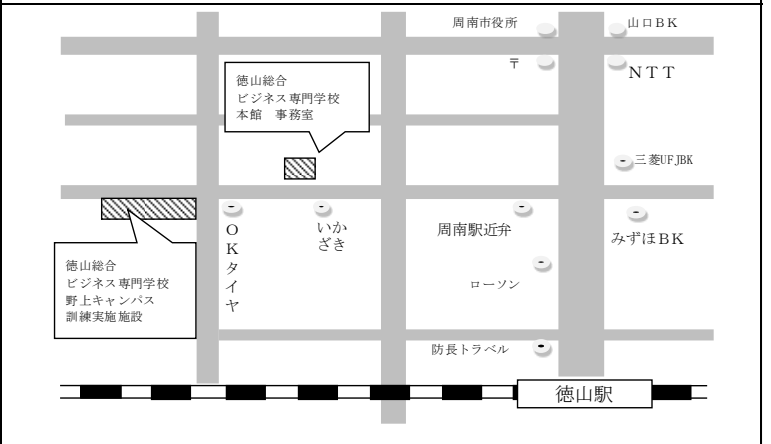 周南市役所
山口BK
〒
NTT
徳山総合
ビジネス専門学校
本館　事務室
三菱UFJBK
OKタイヤ
いか
ざき
周南駅近弁
みずほBK
徳山総合
ビジネス専門学校
野上キャンパス
訓練実施施設
ローソン
防長トラベル
徳山駅